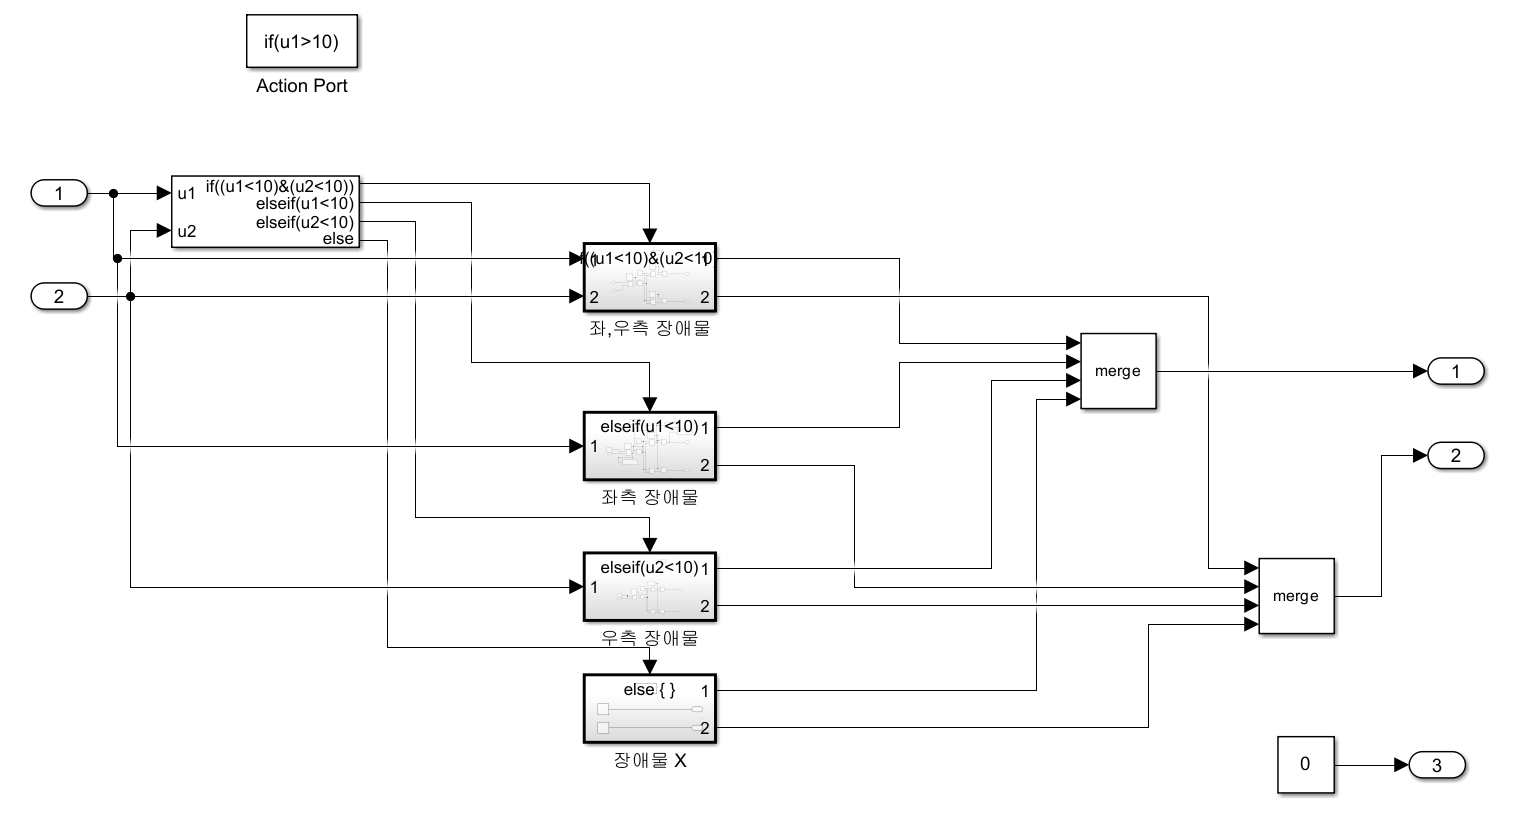 if(u1>10)
Action Port
1
u1
u2
if((u1<10)&(u2<10))
elseif(u1<10)
elseif(u2<10)
else
2
1
2
if((u1<10)&(u2<10
1
2
좌,우측 장애물
merge
1
2
1
elseif(u1<10)
1
2
좌측 장애물
1
elseif(u2<10)
1
2
우측 장애물
merge
else { }
1
2
장애물 X
0
3